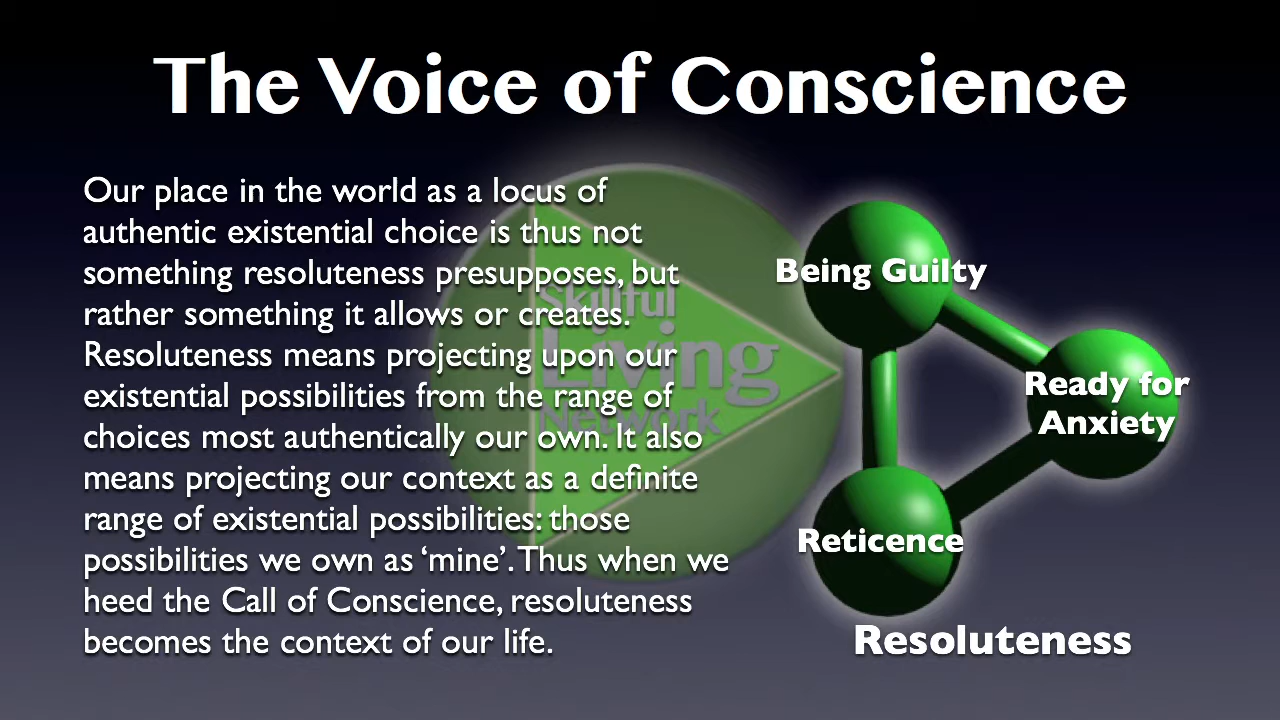 The Voice of Conscience
Our place in the world as a locus of
authentic existential choice is thus not
something resoluteness presupposes, but
rather something it allows or creates.
Resoluteness means projecting upon our
existential possibilities from the range of
choices most authentically our own. It also
means projecting our context as a definite
range of existential possibilities: those
possibilities we own as ‘mine’. Thus when we
heed the Call of Conscience, resoluteness
becomes the context of our life.
Skillful
Living
Network
Being Guilty
Ready for
Anxiety
Reticence
Resoluteness